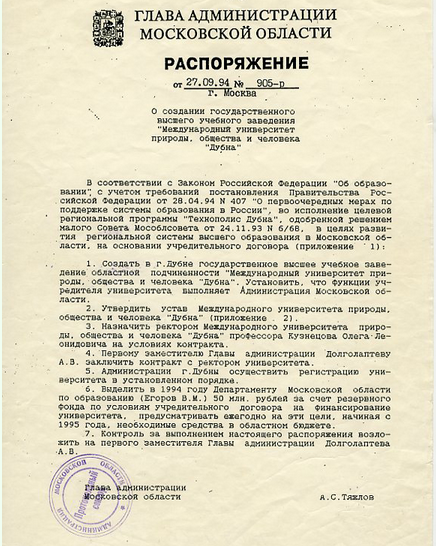 ГЛАВА АДМИНИСТРАЦИИ
МОСКОВСКОЙ ОБЛАСТИ
РАСПОРЯЖЕНИЕ
от 27.09.94 № 905-р
г. Москва
О создании государственного
высшего учебного заведения
"Международный университет
природы, общества и человека
"Дубна"
В соответствии с Законом Российской Федерации "Об образо-
вании", с учетом требований постановления Правительства Рос-
сийской Федерации от 28.04.94 N 407 "О первоочередных мерах по
поддержке системы образования в России", во исполнение целевой
региональной программы "Технополис Дубна", одобренной решением
малого Совета Мособлсовета от 24.11.93 N 6/68, в целях разви-
тия региональной системы высшего образования в Московской об-
ласти, на основании учредительного договора (приложение 1):
1. Создать в г.Дубне государственное высшее учебное заве-
дение областной подчиненности "Международный университет при-
роды, общества и человека "Дубна". Установить, что функции уч-
редителя университета выполняет Администрация Московской об-
ласти.
2. Утвердить устав Международного университета природы,
общества и человека "Дубна" (приложение 2).
3. Назначить ректором Международного университета приро-
ды, общества и человека "Дубна" профессора Кузнецова Олега Ле-
онидовича на условиях контракта.
4. Первому заместителю Главы администрации Долголаптеву
А.В. заключить контракт с ректором университета.
5. Администрации г.Дубны осуществить регистрацию уни-
верситета в установленном порядке.
6. Выделить в 1994 году Департаменту Московской области
по образованию (Егоров В.М.) 50 млн. рублей за счет резервного
фонда по условиям учредительного договора на финансирование
университета, предусматривать ежегодно на эти цели, начиная с
1995 года, необходимые средства в областном бюджете.
7. Контроль за выполнением настоящего распоряжения возло-
жить на первого заместителя Главы администрации Долголаптева
А.В.
Глава администрации
Московской области А.С.Тяжлов
АДМИНИСТРАЦИЯ МОСКОВСКОЙ ОБЛАСТИ
Протокольный